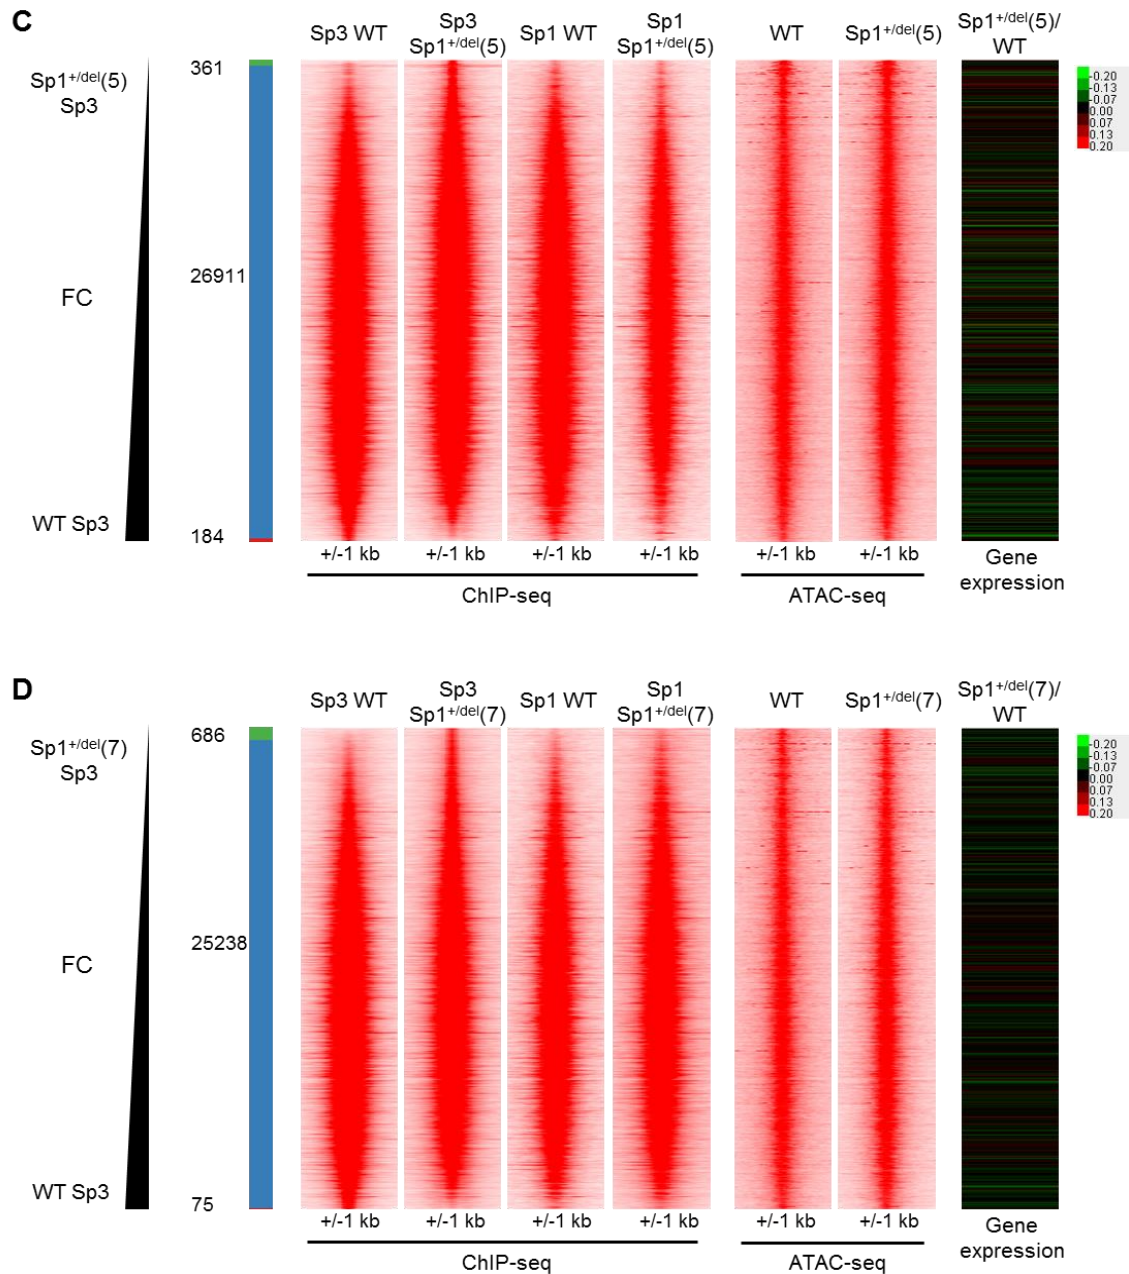 C
Sp3 WT
Sp3
Sp1+/del(5)
Sp1 WT
Sp1
Sp1+/del(5)
WT
Sp1+/del(5)
Sp1+/del(5)/
WT
Sp1+/del(5)
Sp3
361
-0.20
-0.13
-0.07
0.00
0.07
0.13
0.20
26911
FC
WT Sp3
184
+/-1 kb
+/-1 kb
+/-1 kb
+/-1 kb
+/-1 kb
+/-1 kb
Gene
expression
ChIP-seq
ATAC-seq
D
Sp3 WT
Sp3
Sp1+/del(7)
Sp1 WT
Sp1
Sp1+/del(7)
WT
Sp1+/del(7)
Sp1+/del(7)/
WT
Sp1+/del(7)
Sp3
686
-0.20
-0.13
-0.07
0.00
0.07
0.13
0.20
25238
FC
WT Sp3
75
+/-1 kb
+/-1 kb
+/-1 kb
+/-1 kb
+/-1 kb
+/-1 kb
Gene
expression
ChIP-seq
ATAC-seq